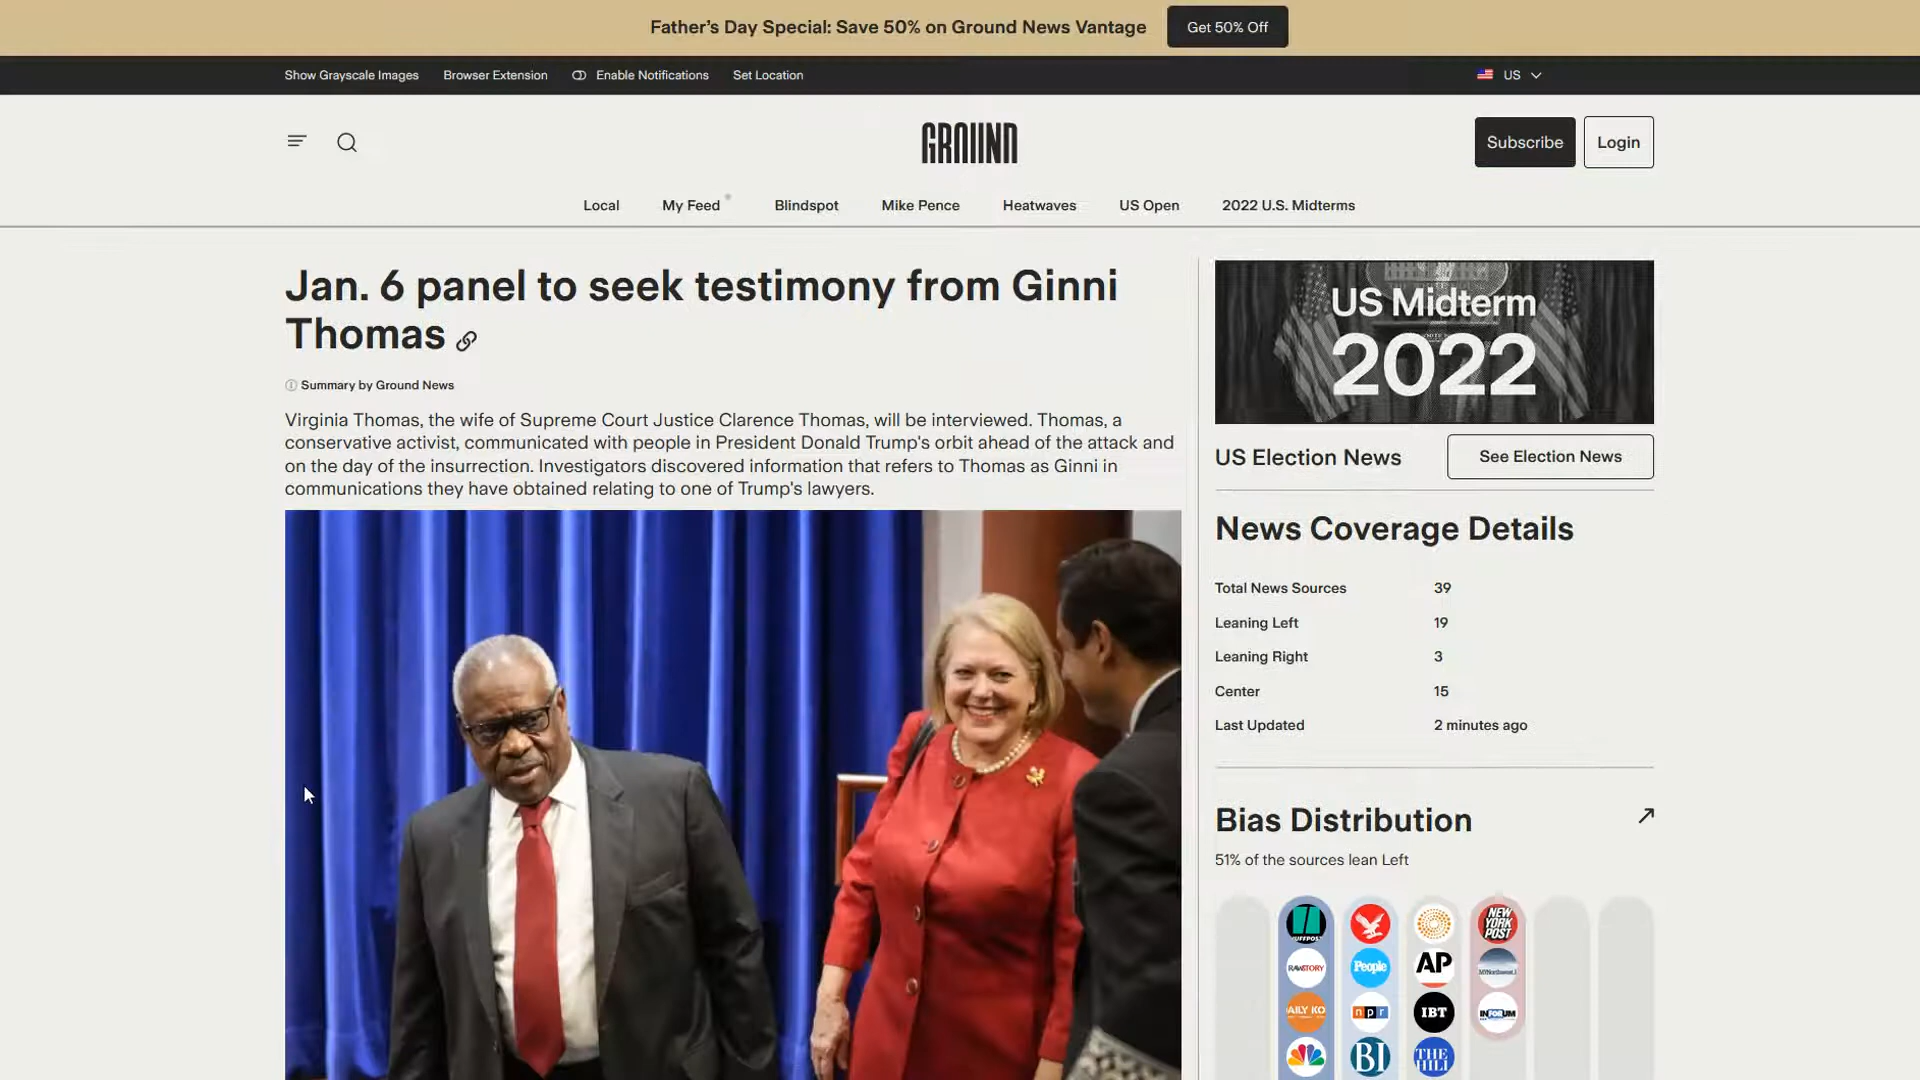 Father's Day Special: Save 50% on Ground News Vantage
Get 50% Off
Show Grayscale Images
Browser Extension
Enable Notifications
Set Location
US
GROUND
Subscribe
Login
Local
My Feed
Blindspot
Mike Pence
Heatwaves
US Open
2022 U.S. Midterms
Jan. 6 panel to seek testimony from Ginni
Thomas
Summary by Ground News
Virginia Thomas, the wife of Supreme Court Justice Clarence Thomas, will be interviewed. Thomas, a
conservative activist, communicated with people in President Donald Trump's orbit ahead of the attack and
on the day of the insurrection. Investigators discovered information that refers to Thomas as Ginni in
communications they have obtained relating to one of Trump's lawyers.
US Midterm
2022
US Election News
See Election News
News Coverage Details
Total News Sources 39
Leaning Left 19
Leaning Right 3
Center 15
Last Updated 2 minutes ago
Bias Distribution
51% of the sources lean Left
HUFFPOST
NEW
YORK
POST
RAWSTORY
People
AP
MYNorthwest
AILY KO
npr
IBT
INFORUM
BI
THE
HILL